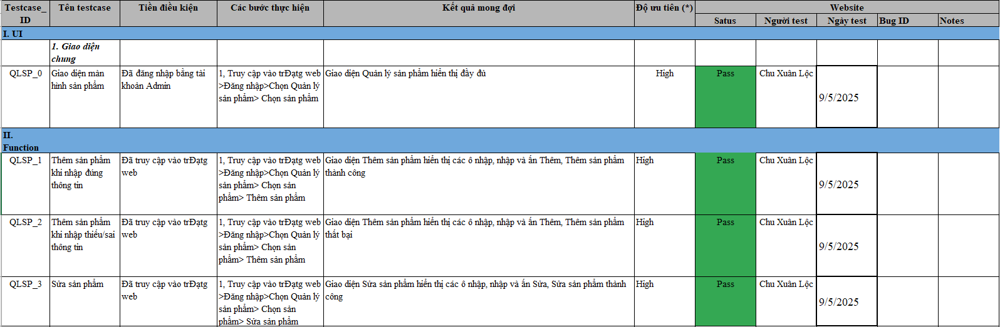 Testcase_ID
Tên testcase
Tiền điều kiện
Các bước thực hiện
Kết quả mong đợi
Độ ưu tiên (*)
Website
Satus
Người test
Ngày test
Bug ID
Notes
I. UI
1. Giao diện
chung
QLSP_0
Giao diện màn
hình sản phẩm
Đã đăng nhập bằng tài
khoản Admin
1, Truy cập vào trĐạtg web
>Đăng nhập>Chọn Quản lý
sản phẩm> Chọn sản phẩm
Giao diện Quản lý sản phẩm hiển thị đầy đủ
High
Pass
Chu Xuân Lộc
9/5/2025
II.
Function
QLSP_1
Thêm sản phẩm
khi nhập đúng
thông tin
Đã truy cập vào trĐạtg
web
1, Truy cập vào trĐạtg web
>Đăng nhập>Chọn Quản lý
sản phẩm> Chọn sản
phẩm> Thêm sản phẩm
Giao diện Thêm sản phẩm hiển thị các ô nhập, nhập và ấn Thêm, Thêm sản phẩm
thành công
High
Pass
Chu Xuân Lộc
9/5/2025
QLSP_2
Thêm sản phẩm
khi nhập thiếu/sai
thông tin
Đã truy cập vào trĐạtg
web
1, Truy cập vào trĐạtg web
>Đăng nhập>Chọn Quản lý
sản phẩm> Chọn sản
phẩm> Thêm sản phẩm
Giao diện Thêm sản phẩm hiển thị các ô nhập, nhập và ấn Thêm, Thêm sản phẩm
thất bại
High
Pass
Chu Xuân Lộc
9/5/2025
QLSP_3
Sửa sản phẩm
Đã truy cập vào trĐạtg
web
1, Truy cập vào trĐạtg web
>Đăng nhập>Chọn Quản lý
sản phẩm> Chọn sản
phẩm> Sửa sản phẩm
Giao diện Sửa sản phẩm hiển thị các ô nhập, nhập và ấn Sửa, Sửa sản phẩm thành
công
High
Pass
Chu Xuân Lộc
9/5/2025